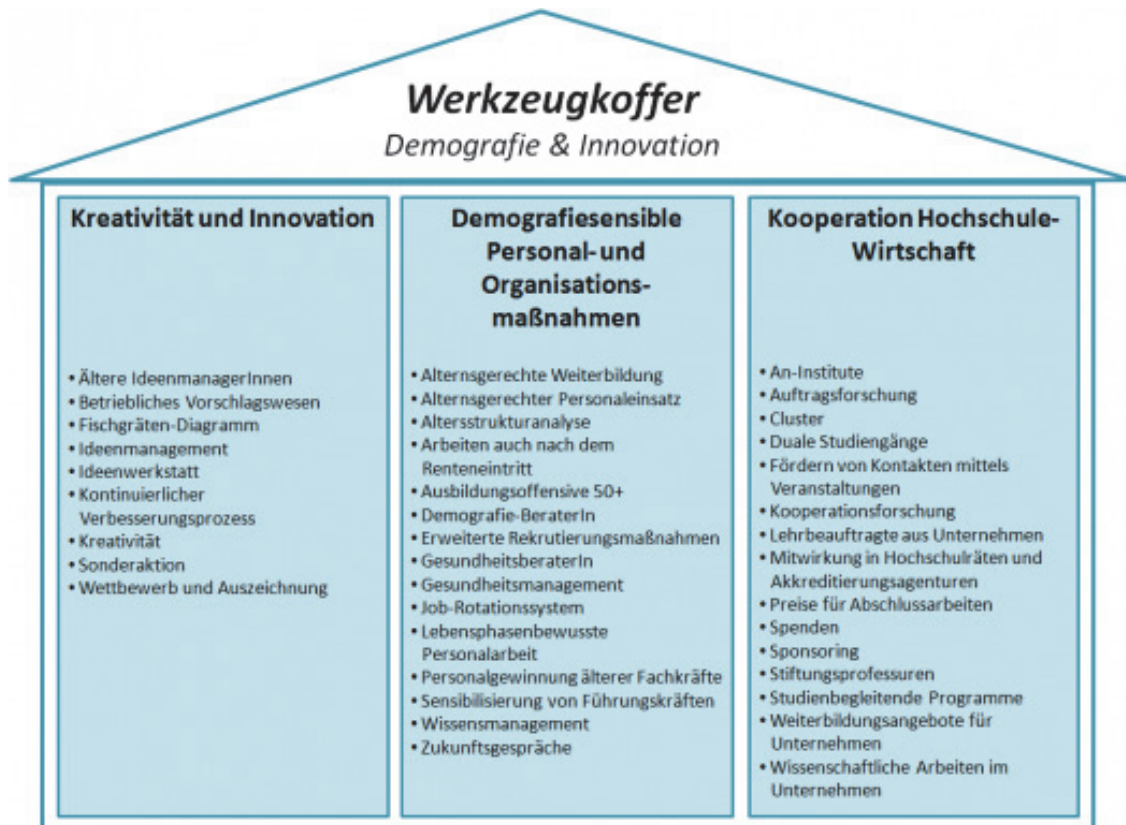 Werkzeugkoffer
Demografie & Innovation
Kreativität und Innovation
• Ältere IdeenmanagerInnen
• Betriebliches Vorschlagswesen
• Fischgräten-Diagramm
• Ideenmanagement
• Ideenwerkstatt
• Kontinuierlicher
Verbesserungsprozess
• Kreativität
• Sonderaktion
• Wettbewerb und Auszeichnung
Demografiesensible
Personal- und
Organisations-
maßnahmen
• Alternsgerechte Weiterbildung
• Alternsgerechter Personaleinsatz
• Altersstrukturanalyse
• Arbeiten auch nach dem
Renteneintritt
• Ausbildungsoffensive 50+
• Demografie-BeraterIn
• Erweiterte Rekrutierungsmaßnahmen
• GesundheitsberaterIn
• Gesundheitsmanagement
• Job-Rotationssystem
• Lebensphasenbewusste
Personalarbeit
• Personalgewinnung älterer Fachkräfte
• Sensibilisierung von Führungskräften
• Wissensmanagement
• Zukunftsgespräche
Kooperation Hochschule-
Wirtschaft
• An-Institute
• Auftragsforschung
• Cluster
• Duale Studiengänge
• Fördern von Kontakten mittels
Veranstaltungen
• Kooperationsforschung
• Lehrbeauftragte aus Unternehmen
• Mitwirkung in Hochschulräten und
Akkreditierungsagenturen
• Preise für Abschlussarbeiten
• Spenden
• Sponsoring
• Stiftungsprofessuren
• Studienbegleitende Programme
• Weiterbildungsangebote für
Unternehmen
• Wissenschaftliche Arbeiten im
Unternehmen